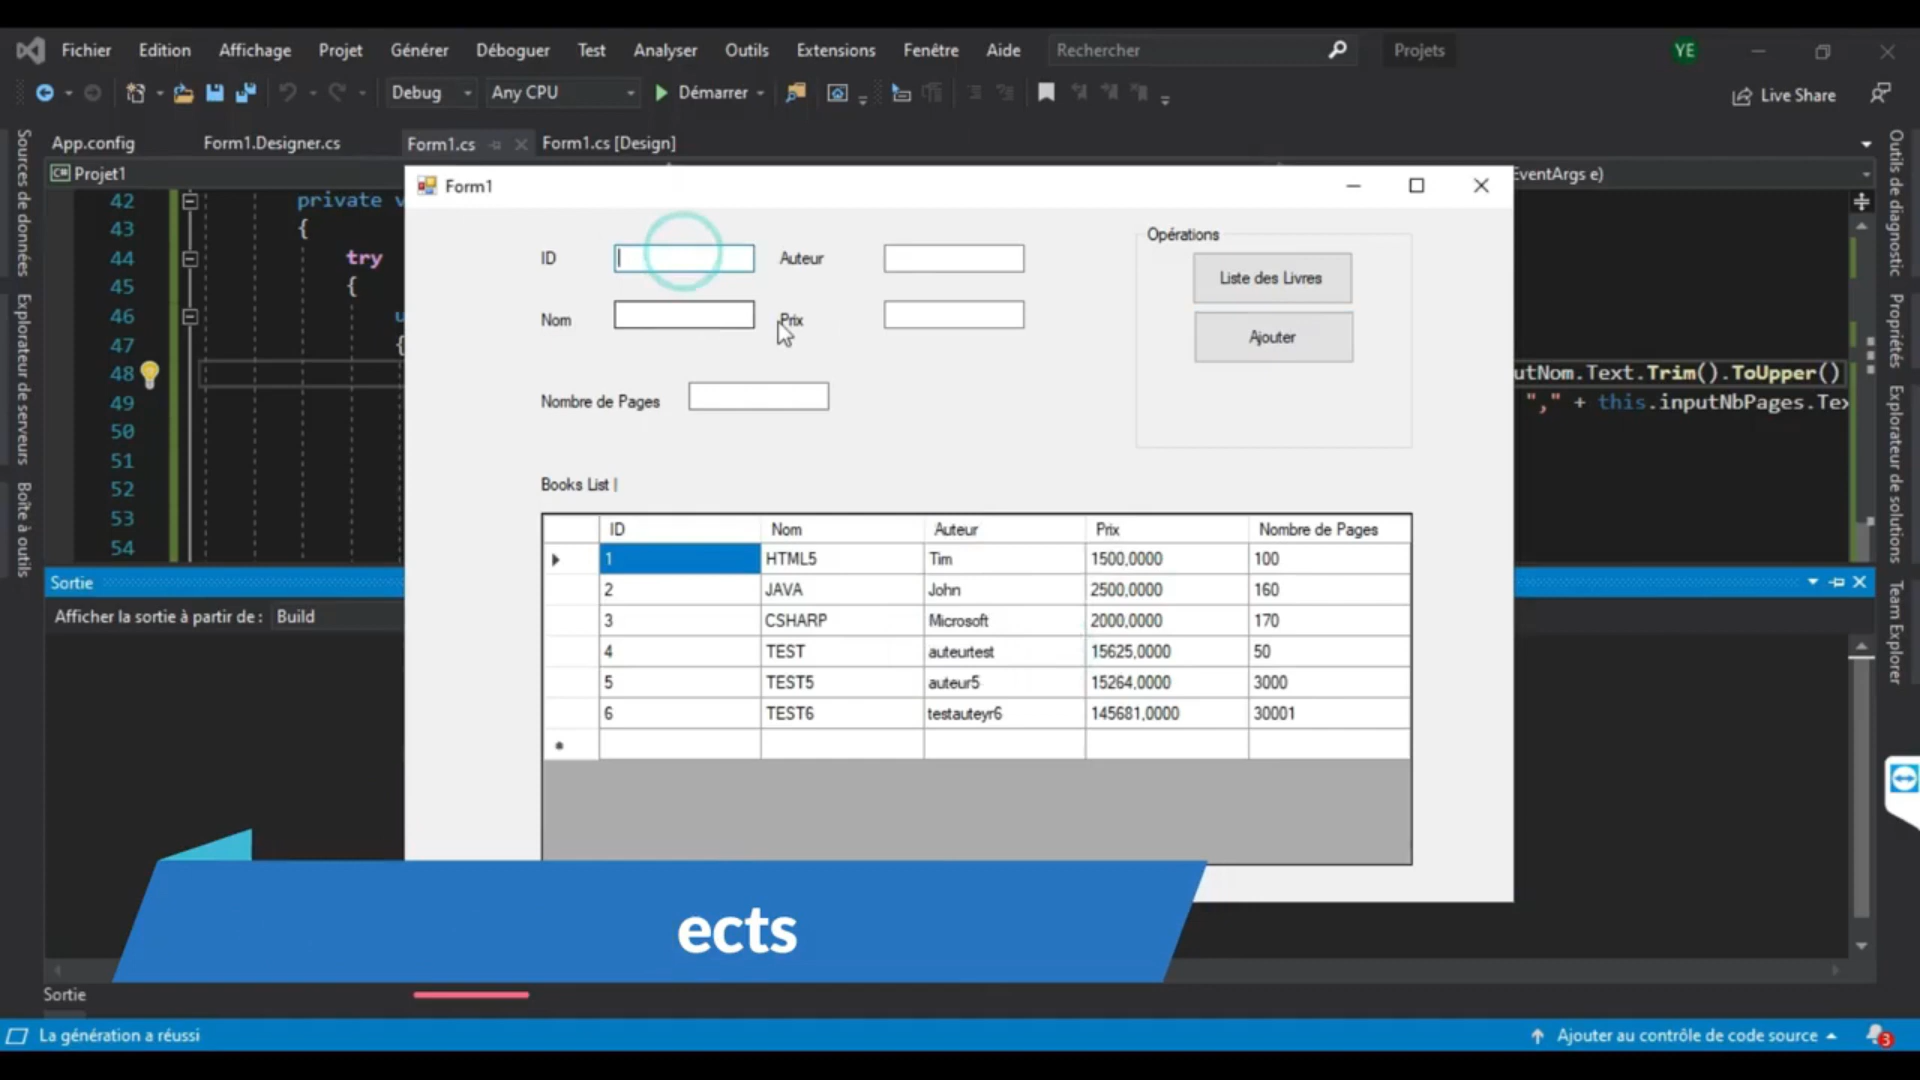 Fichier Edition Affichage Projet Générer Déboguer Test Analyser Outils Extensions Fenêtre Aide Rechercher Projets YE
Debug Any CPU Démarrer Live Share
App.config Form1.Designer.cs Form1.cs Form1.cs [Design]
C# Projet1 EventArgs e)
Sources de données
Explorateur de serveurs
Boîte à outils
Outils de diagnostic
Propriétés
Explorateur de solutions
Team Explorer
42 private v
43 {
44 try
45 {
46 u
47 {
48 utNom.Text.Trim().ToUpper()
49 "," + this.inputNbPages.Tex
50
51
52
53
54
Form1
ID Auteur
Nom Prix
Nombre de Pages
Opérations
Liste des Livres
Ajouter
Books List |
ID Nom Auteur Prix Nombre de Pages
1 HTML5 Tim 1500,0000 100
2 JAVA John 2500,0000 160
3 CSHARP Microsoft 2000,0000 170
4 TEST auteurtest 15625,0000 50
5 TEST5 auteur5 15264,0000 3000
6 TEST6 testauteyr6 145681,0000 30001
Sortie
Afficher la sortie à partir de : Build
ects
Sortie
La génération a réussi Ajouter au contrôle de code source 3